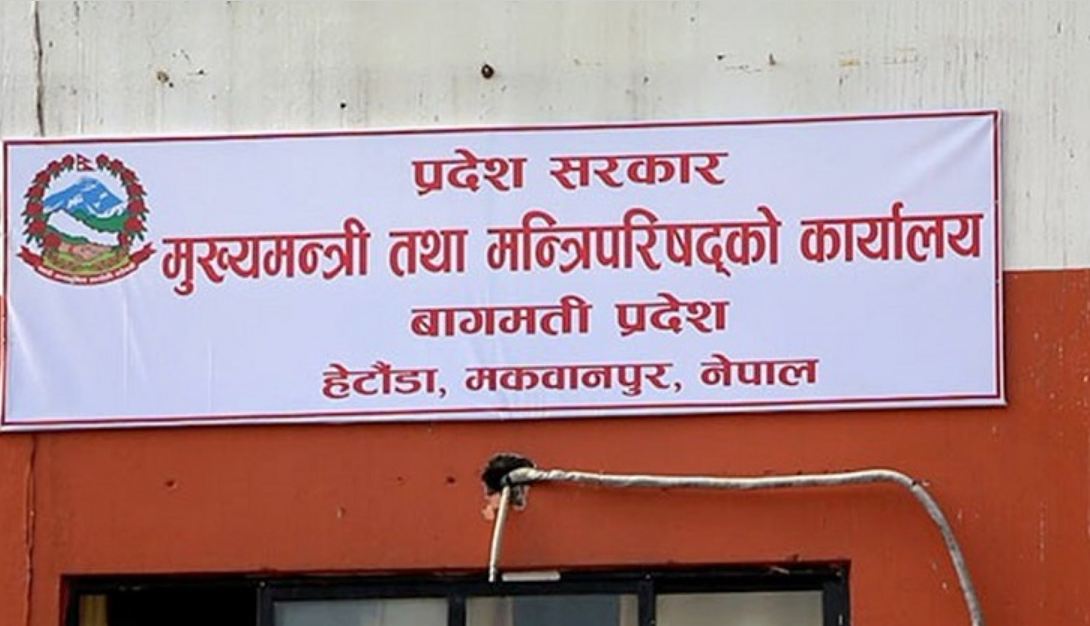 प्रदेश सरकार
मुख्यमन्त्री तथा मन्त्रिपरिषद्को कार्यालय
बागमती प्रदेश
हेटौंडा, मकवानपुर, नेपाल